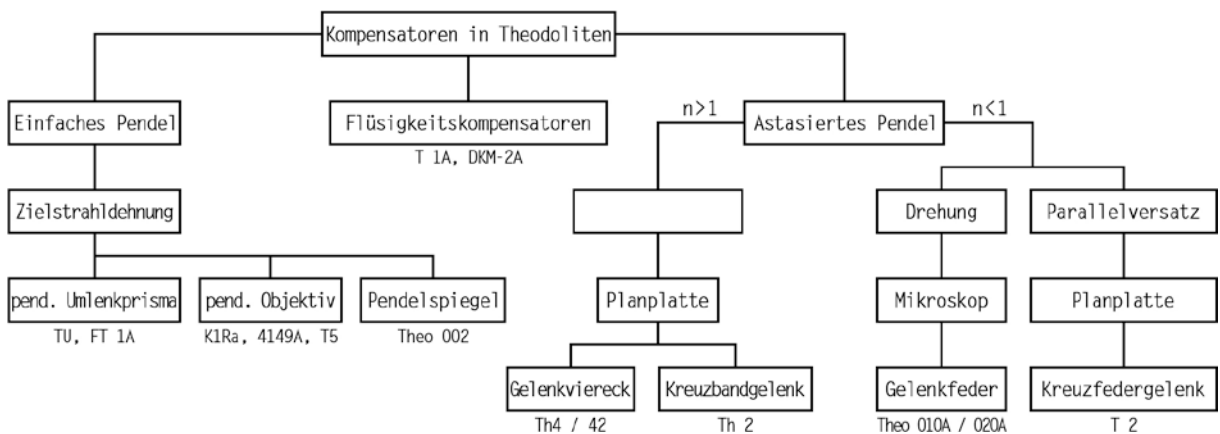 Kompensatoren in Theodoliten
Einfaches Pendel
Flüsigkeitskompensatoren
T 1A, DKM-2A
n>1
Astasiertes Pendel
n<1
Zielstrahldehnung
Drehung
Parallelversatz
pend. Umlenkprisma
TU, FT 1A
pend. Objektiv
K1Ra, 4149A, T5
Pendelspiegel
Theo 002
Planplatte
Mikroskop
Planplatte
Gelenkviereck
Th4 / 42
Kreuzbandgelenk
Th 2
Gelenkfeder
Theo 010A / 020A
Kreuzfedergelenk
T 2